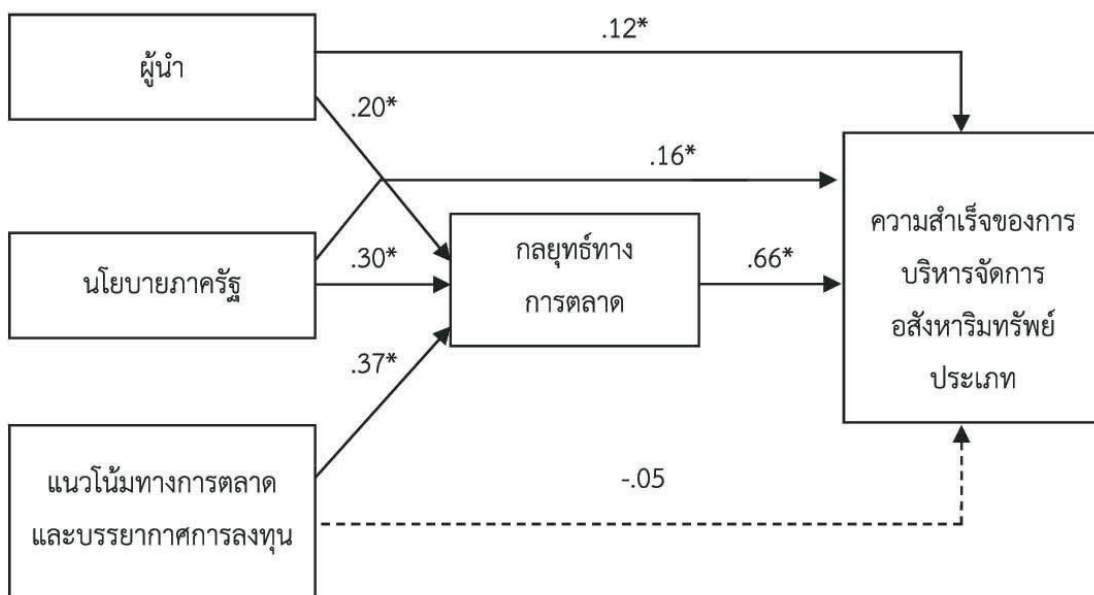 ผู้นำ
.12*
.20*
.16*
นโยบายภาครัฐ
.30*
กลยุทธ์ทาง
การตลาด
.66*
ความสำเร็จของการ
บริหารจัดการ
อสังหาริมทรัพย์
ประเภท
.37*
แนวโน้มทางการตลาด
และบรรยากาศการลงทุน
-.05